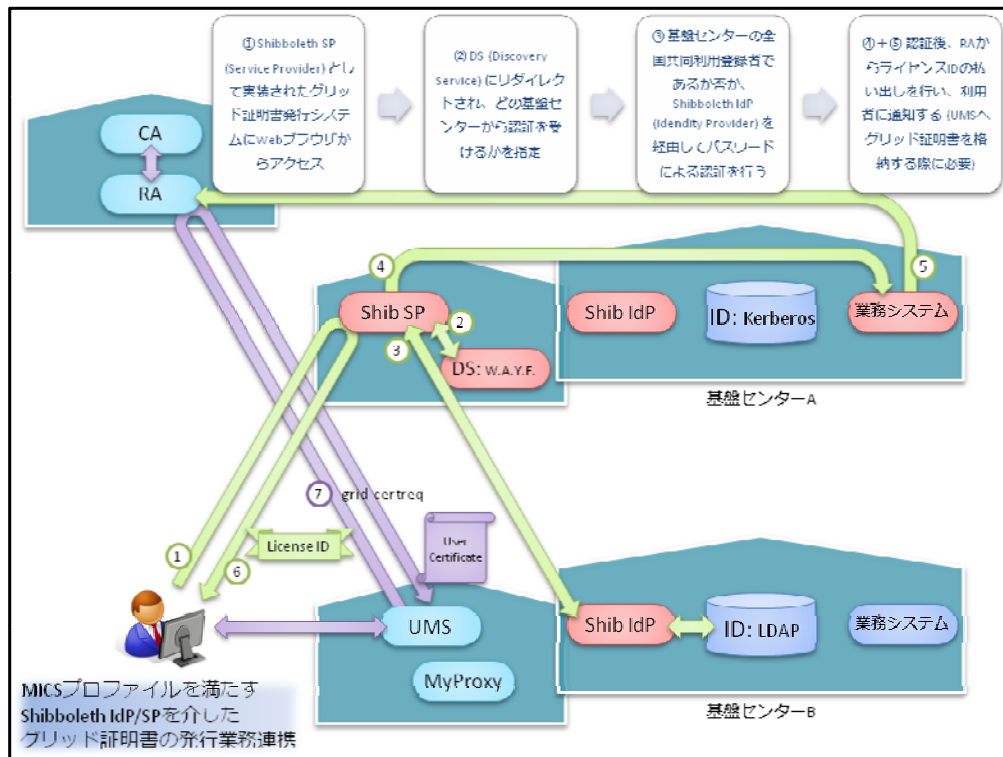 ① Shibboleth SP
(Service Provider) とし
て実装されたグリッ
ド証明書発行システ
ムにWebブラウザか
らアクセス
② DS (Discovery
Service) にリダイレク
トされ、どの基盤セ
ンターから認証を受
けるかを指定
③ 基盤センターの全
国共同利用登録者で
あるか否か、
Shibboleth IdP
(Idendity Provider) を
経由してパスワード
による認証を行う
④+⑤ 認証後、RAか
らライセンスIDの払
い出しを行い、利用
者に通知する (UMSへ
グリッド証明書を格
納する際に必要)
CA
RA
④
⑤
Shib SP
②
③
DS: W.A.Y.F.
Shib IdP
ID: Kerberos
業務システム
基盤センターA
⑦ grid-certreq
User
Certificate
License ID
①
⑥
UMS
MyProxy
Shib IdP
ID: LDAP
業務システム
基盤センターB
MICSプロファイルを満たす
Shibboleth IdP/SPを介した
グリッド証明書の発行業務連携